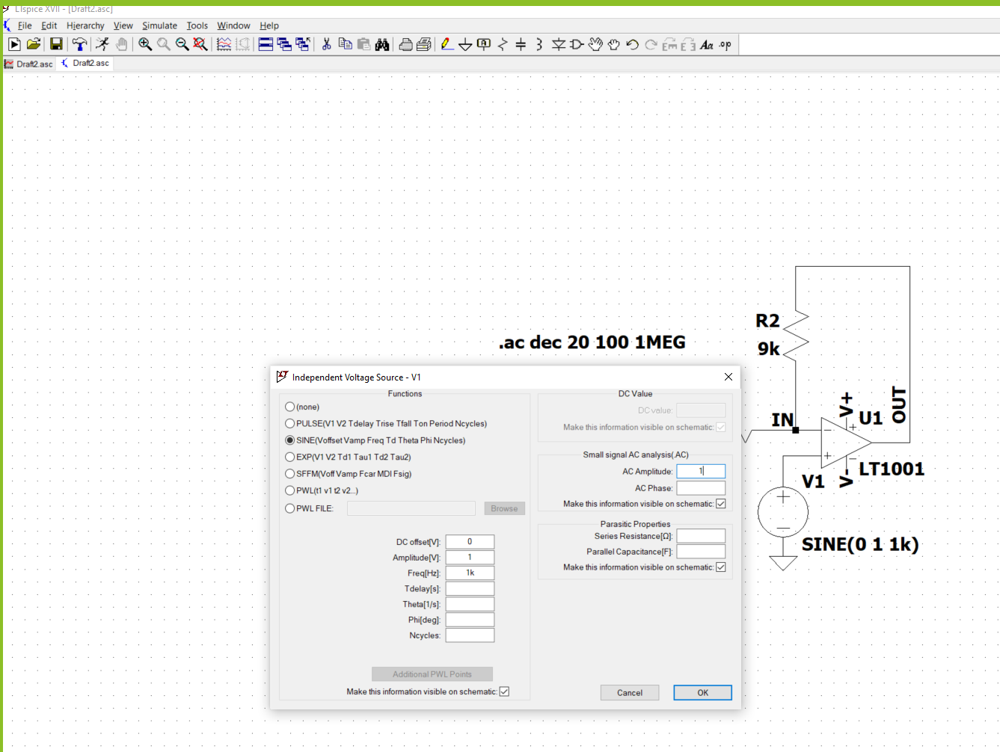 LTspice XVII - [Draft2.asc]
File Edit Hierarchy View Simulate Tools Window Help
Aa .op
Draft2.asc Draft2.asc
.ac dec 20 100 1MEG
R2
9k
IN
V+
U1
OUT
LT1001
V-
V1
SINE(0 1 1k)
Independent Voltage Source - V1
Functions
(none)
PULSE(V1 V2 Tdelay Trise Tfall Ton Period Ncycles)
SINE(Voffset Vamp Freq Td Theta Phi Ncycles)
EXP(V1 V2 Td1 Tau1 Td2 Tau2)
SFFM(Voff Vamp Fcar MDI Fsig)
PWL(t1 v1 t2 v2...)
PWL FILE: Browse
DC offset[V]: 0
Amplitude[V]: 1
Freq[Hz]: 1k
Tdelay[s]:
Theta[1/s]:
Phi[deg]:
Ncycles:
Additional PWL Points
Make this information visible on schematic:
DC Value
DC value:
Make this information visible on schematic:
Small signal AC analysis(.AC)
AC Amplitude: 1
AC Phase:
Make this information visible on schematic:
Parasitic Properties
Series Resistance[Ω]:
Parallel Capacitance[F]:
Make this information visible on schematic:
Cancel OK